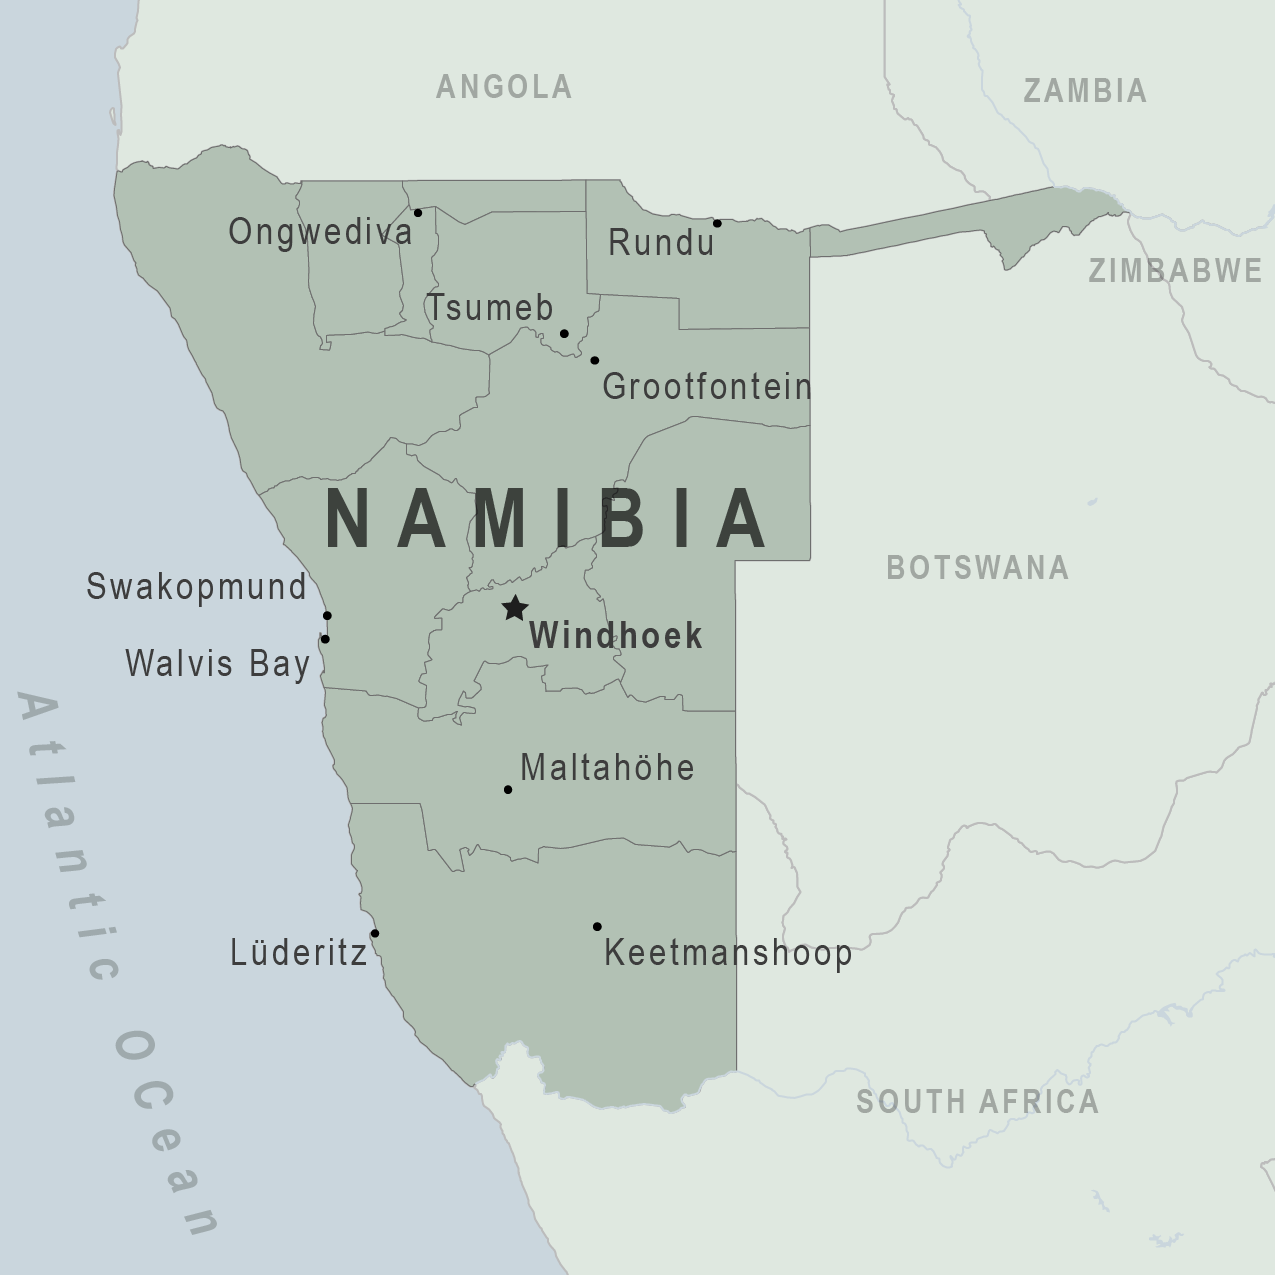 ANGOLA
ZAMBIA
Ongwediva
Rundu
ZIMBABWE
Tsumeb
Grootfontein
NAMIBIA
BOTSWANA
Swakopmund
Windhoek
Walvis Bay
Atlantic Ocean
Maltahöhe
Lüderitz
Keetmanshoop
SOUTH AFRICA